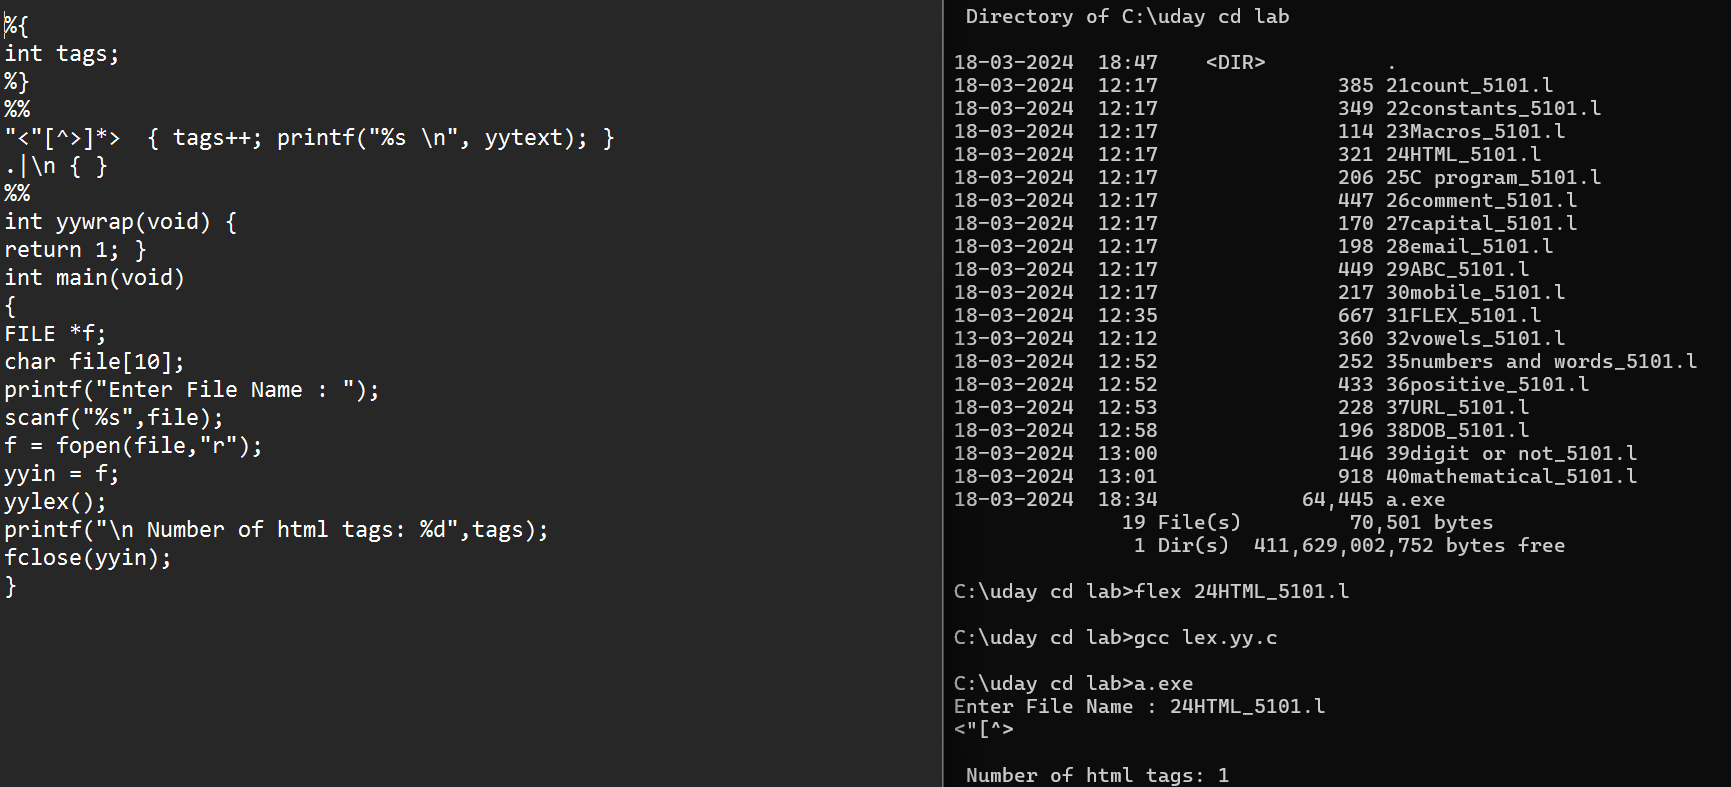 %{
int tags;
%}
%%
"<"[^>]*>  { tags++; printf("%s \n", yytext); }
.|\n { }
%%
int yywrap(void) {
return 1; }
int main(void)
{
FILE *f;
char file[10];
printf("Enter File Name : ");
scanf("%s",file);
f = fopen(file,"r");
yyin = f;
yylex();
printf("\n Number of html tags: %d",tags);
fclose(yyin);
}
Directory of C:\uday cd lab
18-03-2024  18:47    <DIR>          .
18-03-2024  12:17               385 21count_5101.l
18-03-2024  12:17               349 22constants_5101.l
18-03-2024  12:17               114 23Macros_5101.l
18-03-2024  12:17               321 24HTML_5101.l
18-03-2024  12:17               206 25C program_5101.l
18-03-2024  12:17               447 26comment_5101.l
18-03-2024  12:17               170 27capital_5101.l
18-03-2024  12:17               198 28email_5101.l
18-03-2024  12:17               449 29ABC_5101.l
18-03-2024  12:17               217 30mobile_5101.l
18-03-2024  12:35               667 31FLEX_5101.l
13-03-2024  12:12               360 32vowels_5101.l
18-03-2024  12:52               252 35numbers and words_5101.l
18-03-2024  12:52               433 36positive_5101.l
18-03-2024  12:53               228 37URL_5101.l
18-03-2024  12:58               196 38DOB_5101.l
18-03-2024  13:00               146 39digit or not_5101.l
18-03-2024  13:01               918 40mathematical_5101.l
18-03-2024  18:34            64,445 a.exe
19 File(s)         70,501 bytes
1 Dir(s)  411,629,002,752 bytes free
C:\uday cd lab>flex 24HTML_5101.l
C:\uday cd lab>gcc lex.yy.c
C:\uday cd lab>a.exe
Enter File Name : 24HTML_5101.l
<"[^>
Number of html tags: 1